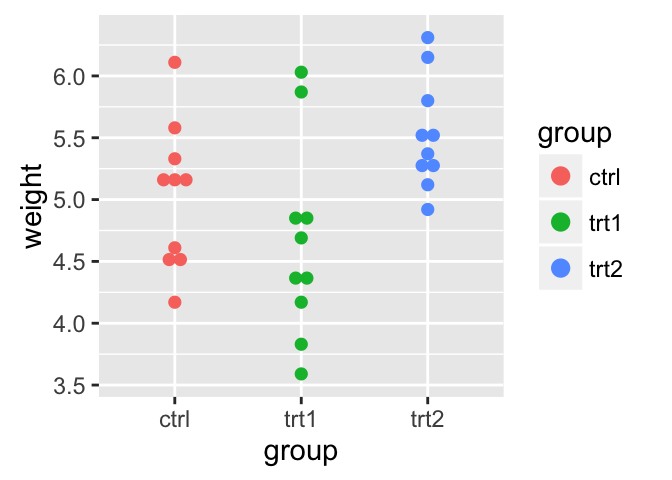 weight
6.0
5.5
5.0
4.5
4.0
3.5
ctrl trt1 trt2
group
group
ctrl
trt1
trt2